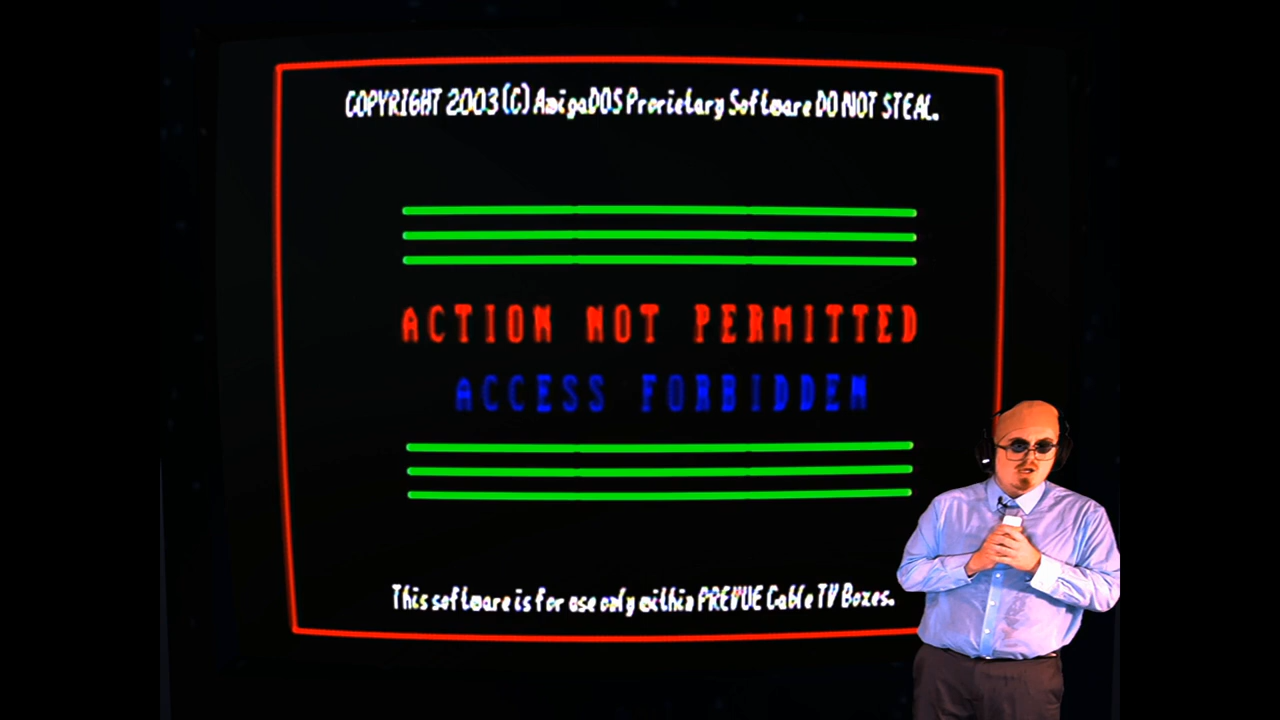 COPYRIGHT 2003 (C) AmigaDOS Prorietary Software DO NOT STEAL.
ACTION NOT PERMITTED
ACCESS FORBIDDEN
This software is for use only within PREVUE Cable TV Boxes.